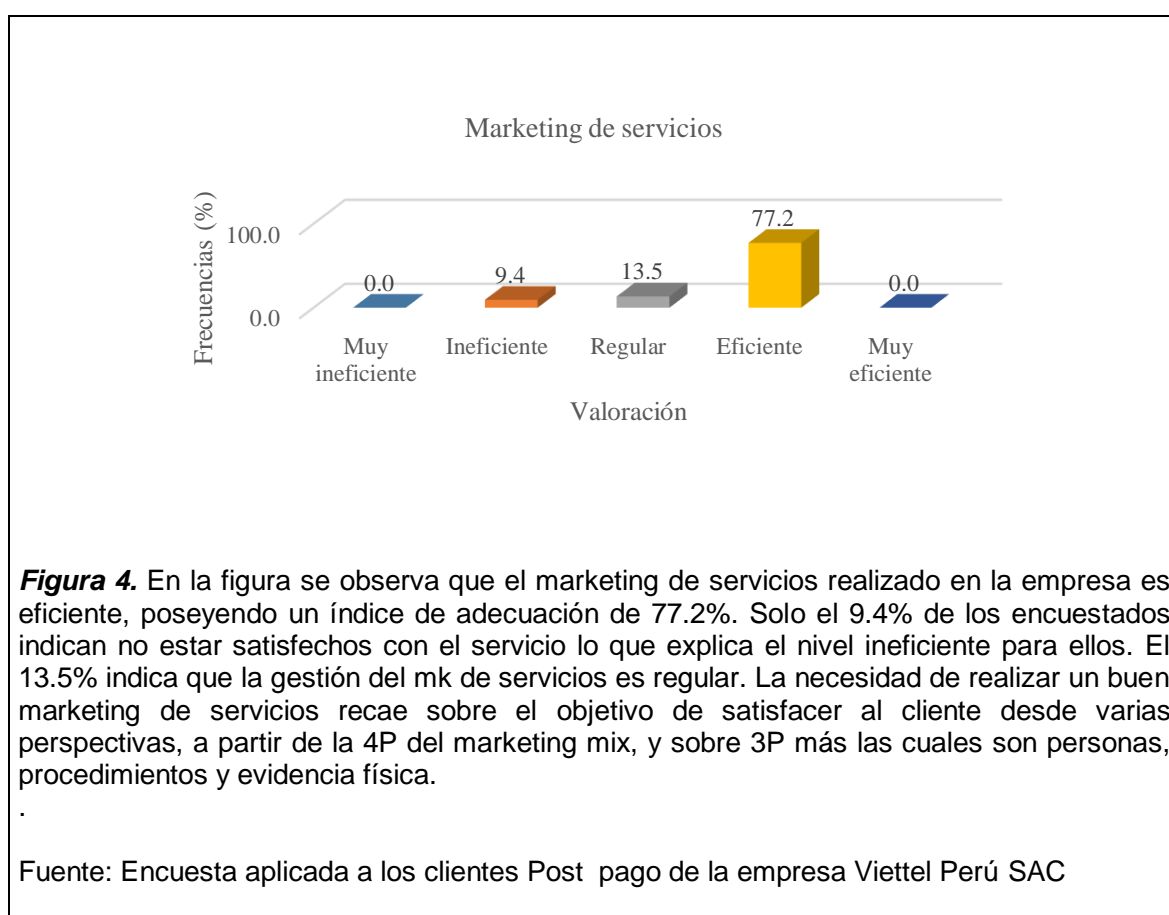 Marketing de servicios
Frecuencias (%)
100.0
0.0
0.0
9.4
13.5
77.2
0.0
Muy
ineficiente
Ineficiente
Regular
Eficiente
Muy
eficiente
Valoración
Figura 4. En la figura se observa que el marketing de servicios realizado en la empresa es
eficiente, poseyendo un índice de adecuación de 77.2%. Solo el 9.4% de los encuestados
indican no estar satisfechos con el servicio lo que explica el nivel ineficiente para ellos. El
13.5% indica que la gestión del mk de servicios es regular. La necesidad de realizar un buen
marketing de servicios recae sobre el objetivo de satisfacer al cliente desde varias
perspectivas, a partir de la 4P del marketing mix, y sobre 3P más las cuales son personas,
procedimientos y evidencia física.
.
Fuente: Encuesta aplicada a los clientes Post pago de la empresa Viettel Perú SAC